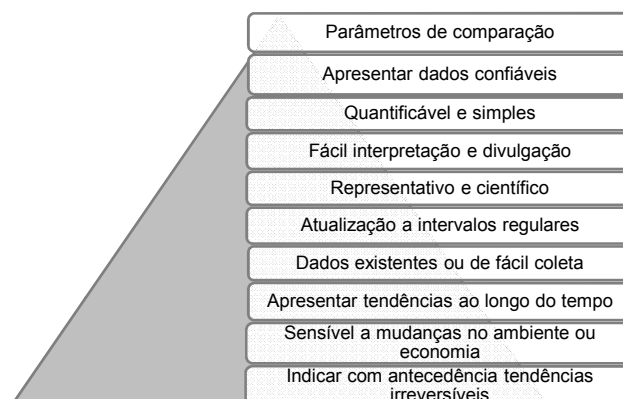 Parâmetros de comparação
Apresentar dados confiáveis
Quantificável e simples
Fácil interpretação e divulgação
Representativo e científico
Atualização a intervalos regulares
Dados existentes ou de fácil coleta
Apresentar tendências ao longo do tempo
Sensível a mudanças no ambiente ou
economia
Indicar com antecedência tendências
irreversíveis